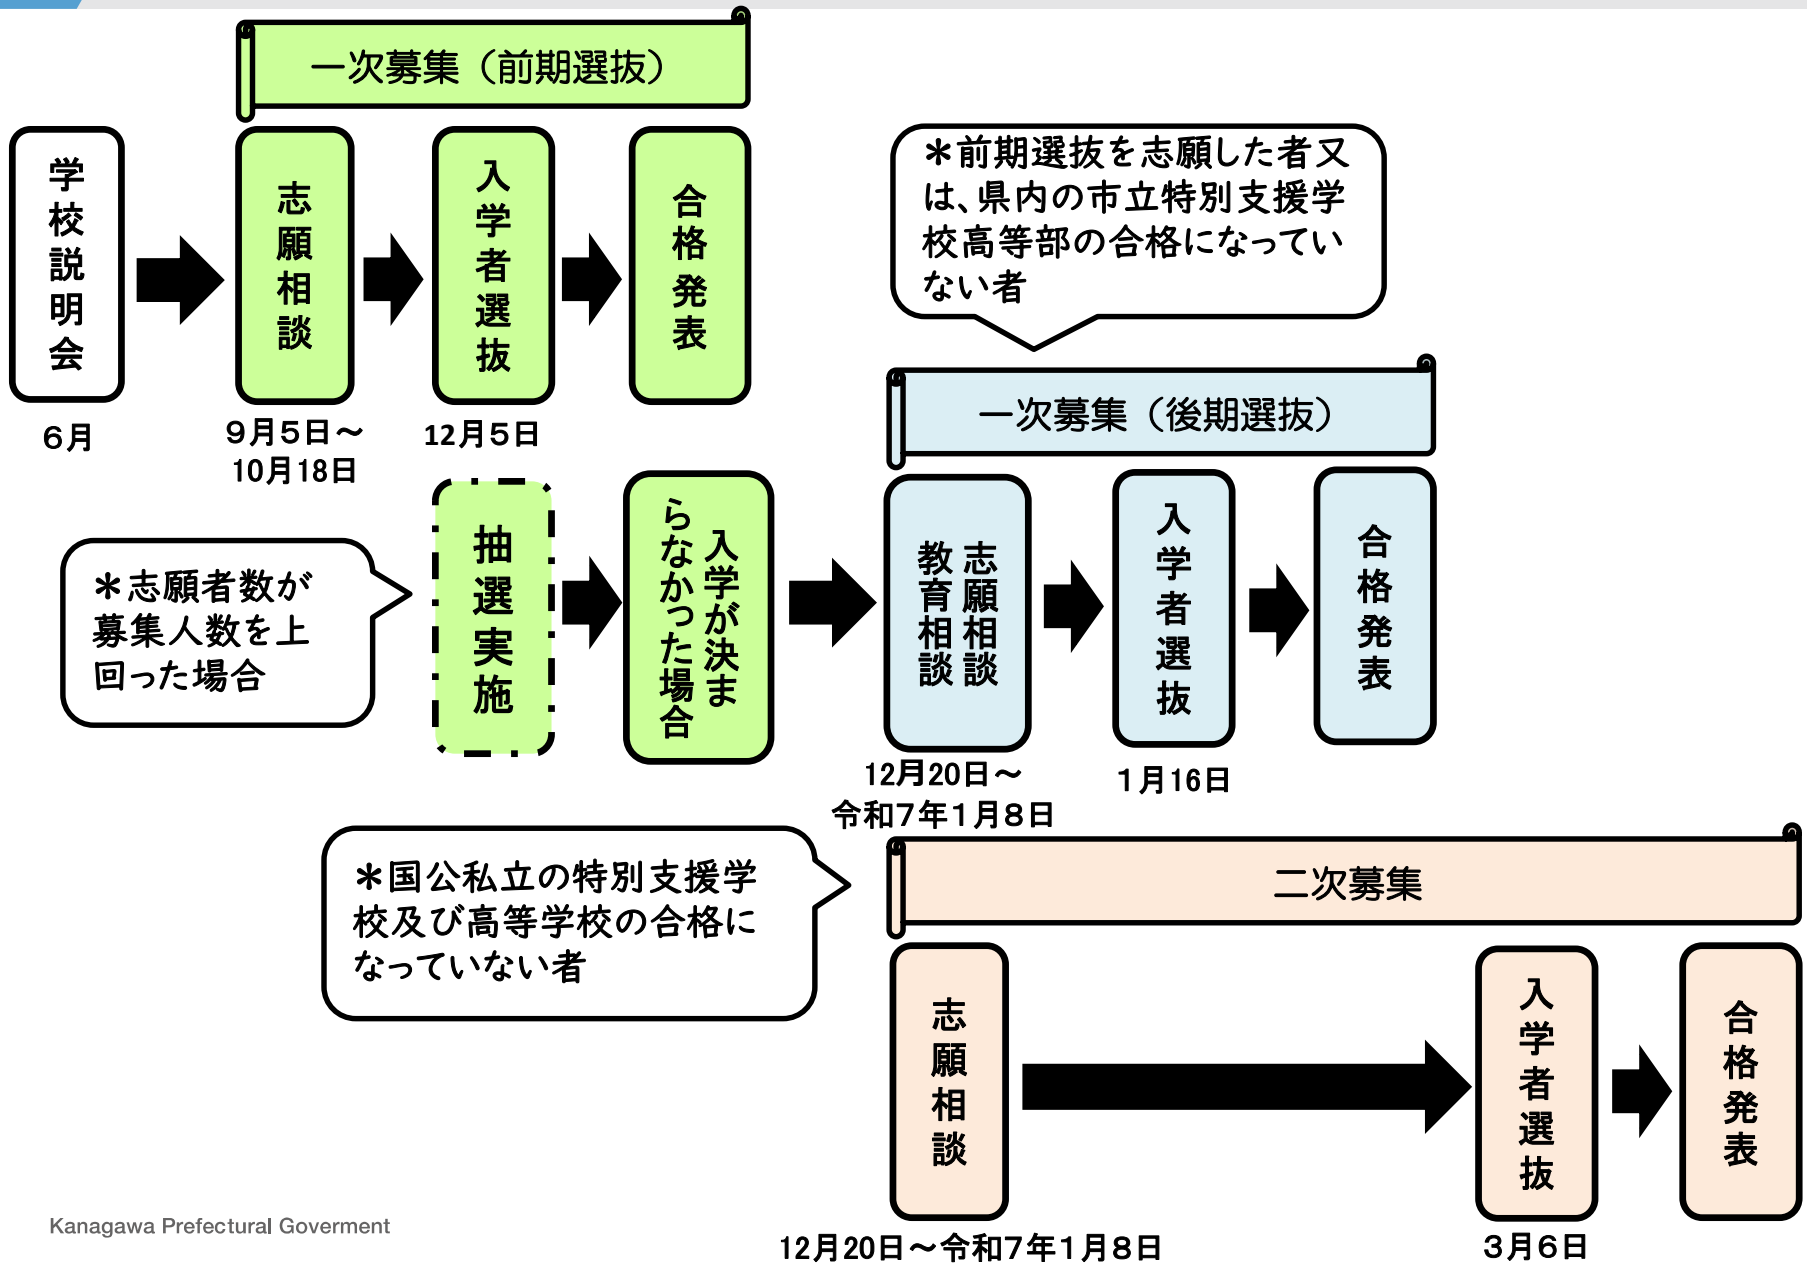 一次募集（前期選抜）
学校説明会
6月
志願相談
9月5日～
10月18日
入学者選抜
12月5日
合格発表
＊志願者数が
募集人数を上
回った場合
抽選実施
入学が決ま
らなかった場合
＊前期選抜を志願した者又
は、県内の市立特別支援学
校高等部の合格になってい
ない者
一次募集（後期選抜）
志願相談
教育相談
12月20日～
令和7年1月8日
入学者選抜
1月16日
合格発表
＊国公私立の特別支援学
校及び高等学校の合格に
なっていない者
二次募集
志願相談
12月20日～令和7年1月8日
入学者選抜
3月6日
合格発表
Kanagawa Prefectural Goverment